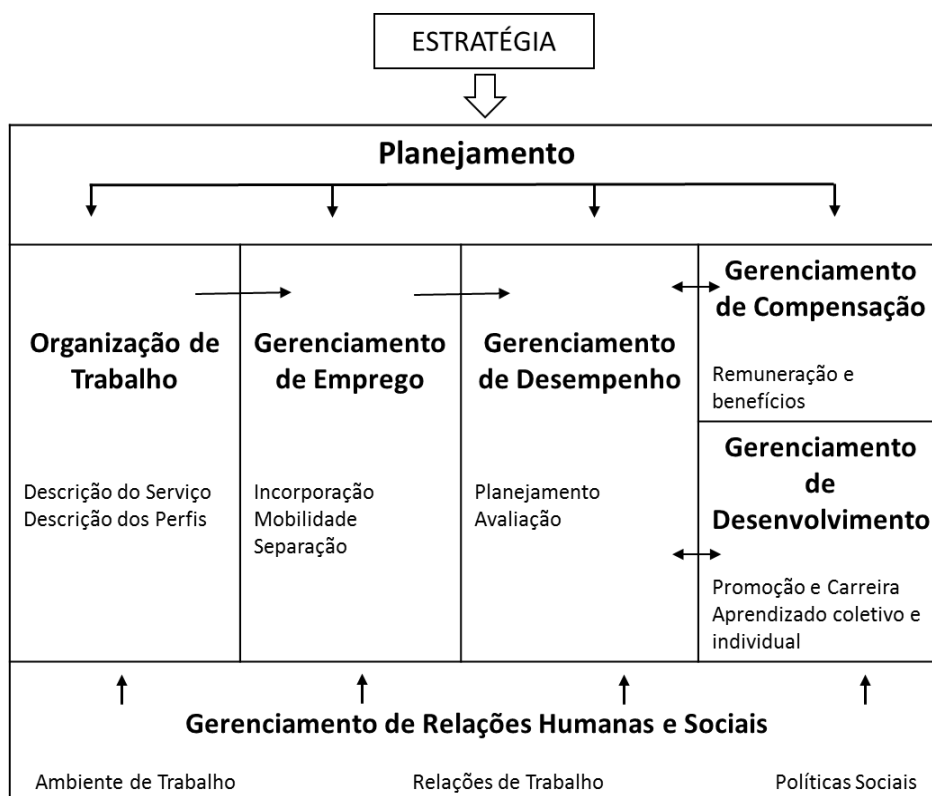 ESTRATÉGIA
Planejamento
Organização de
Trabalho
Descrição do Serviço
Descrição dos Perfis
Gerenciamento
de Emprego
Incorporação
Mobilidade
Separação
Gerenciamento
de Desempenho
Planejamento
Avaliação
Gerenciamento
de Compensação
Remuneração e
benefícios
Gerenciamento
de
Desenvolvimento
Promoção e Carreira
Aprendizado coletivo e
individual
Gerenciamento de Relações Humanas e Sociais
Ambiente de Trabalho
Relações de Trabalho
Políticas Sociais